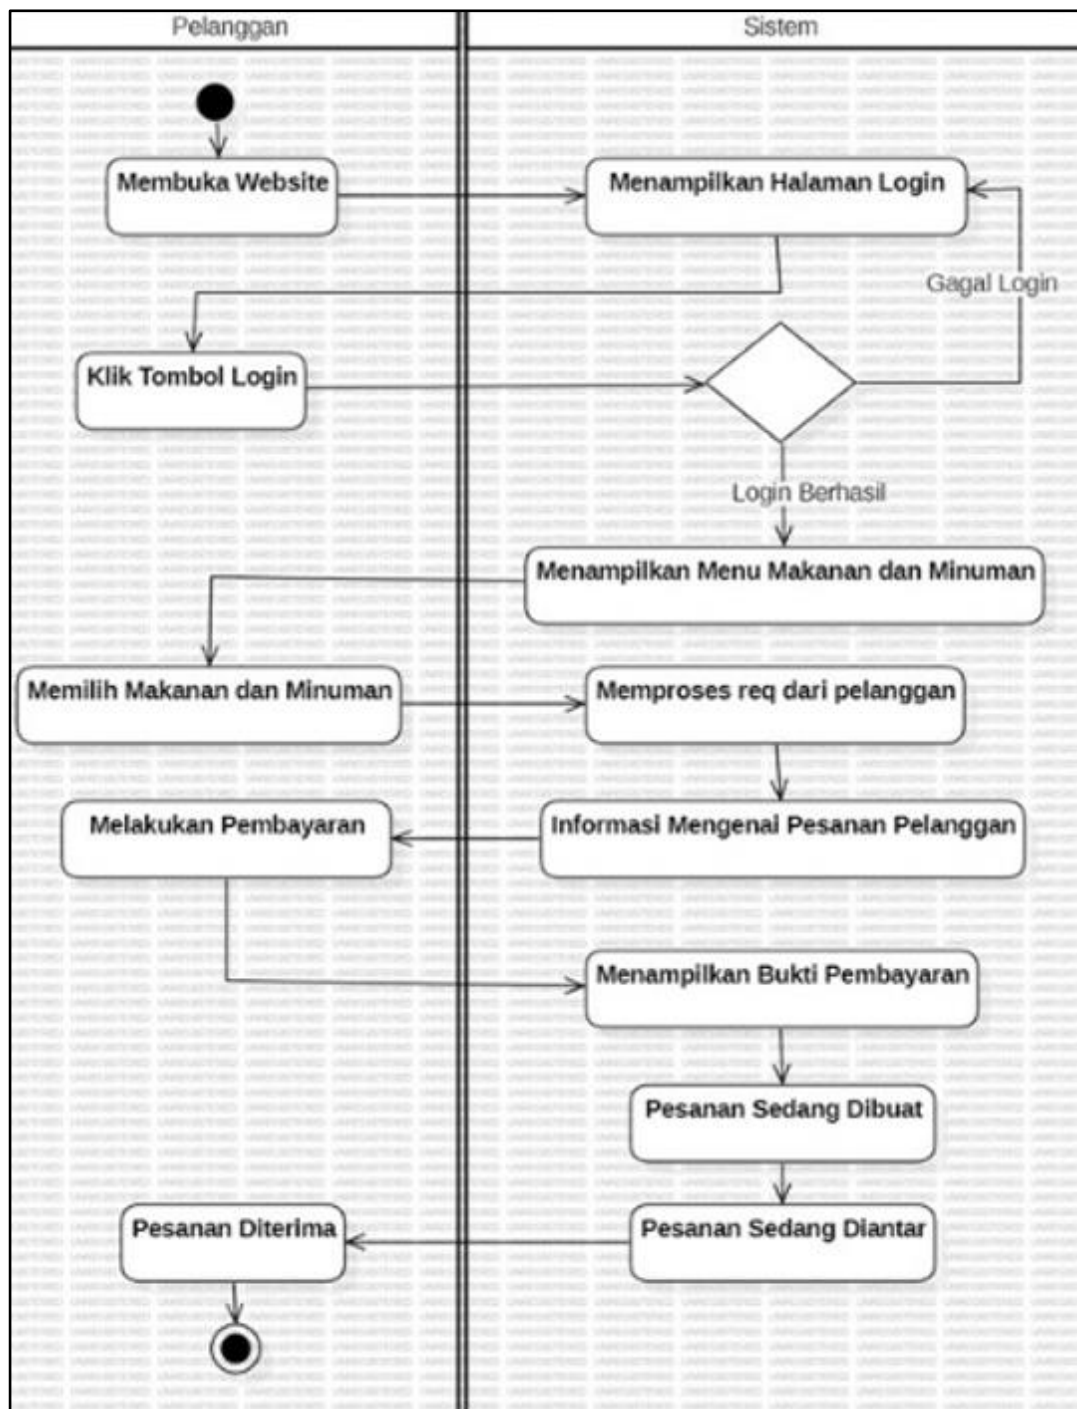 Pelanggan
Sistem
Membuka Website
Menampilkan Halaman Login
Gagal Login
Klik Tombol Login
Login Berhasil
Menampilkan Menu Makanan dan Minuman
Memilih Makanan dan Minuman
Memproses req dari pelanggan
Melakukan Pembayaran
Informasi Mengenai Pesanan Pelanggan
Menampilkan Bukti Pembayaran
Pesanan Sedang Dibuat
Pesanan Diterima
Pesanan Sedang Diantar